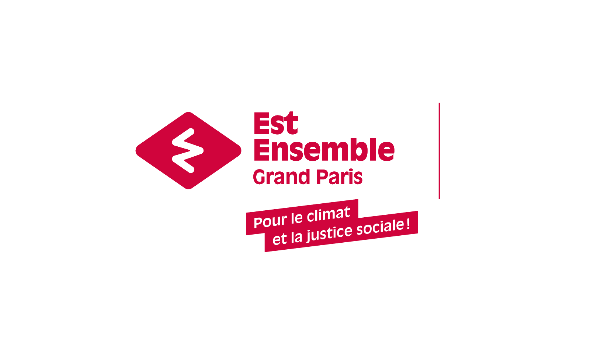 Est
Ensemble
Grand Paris
Pour le climat
et la justice sociale !